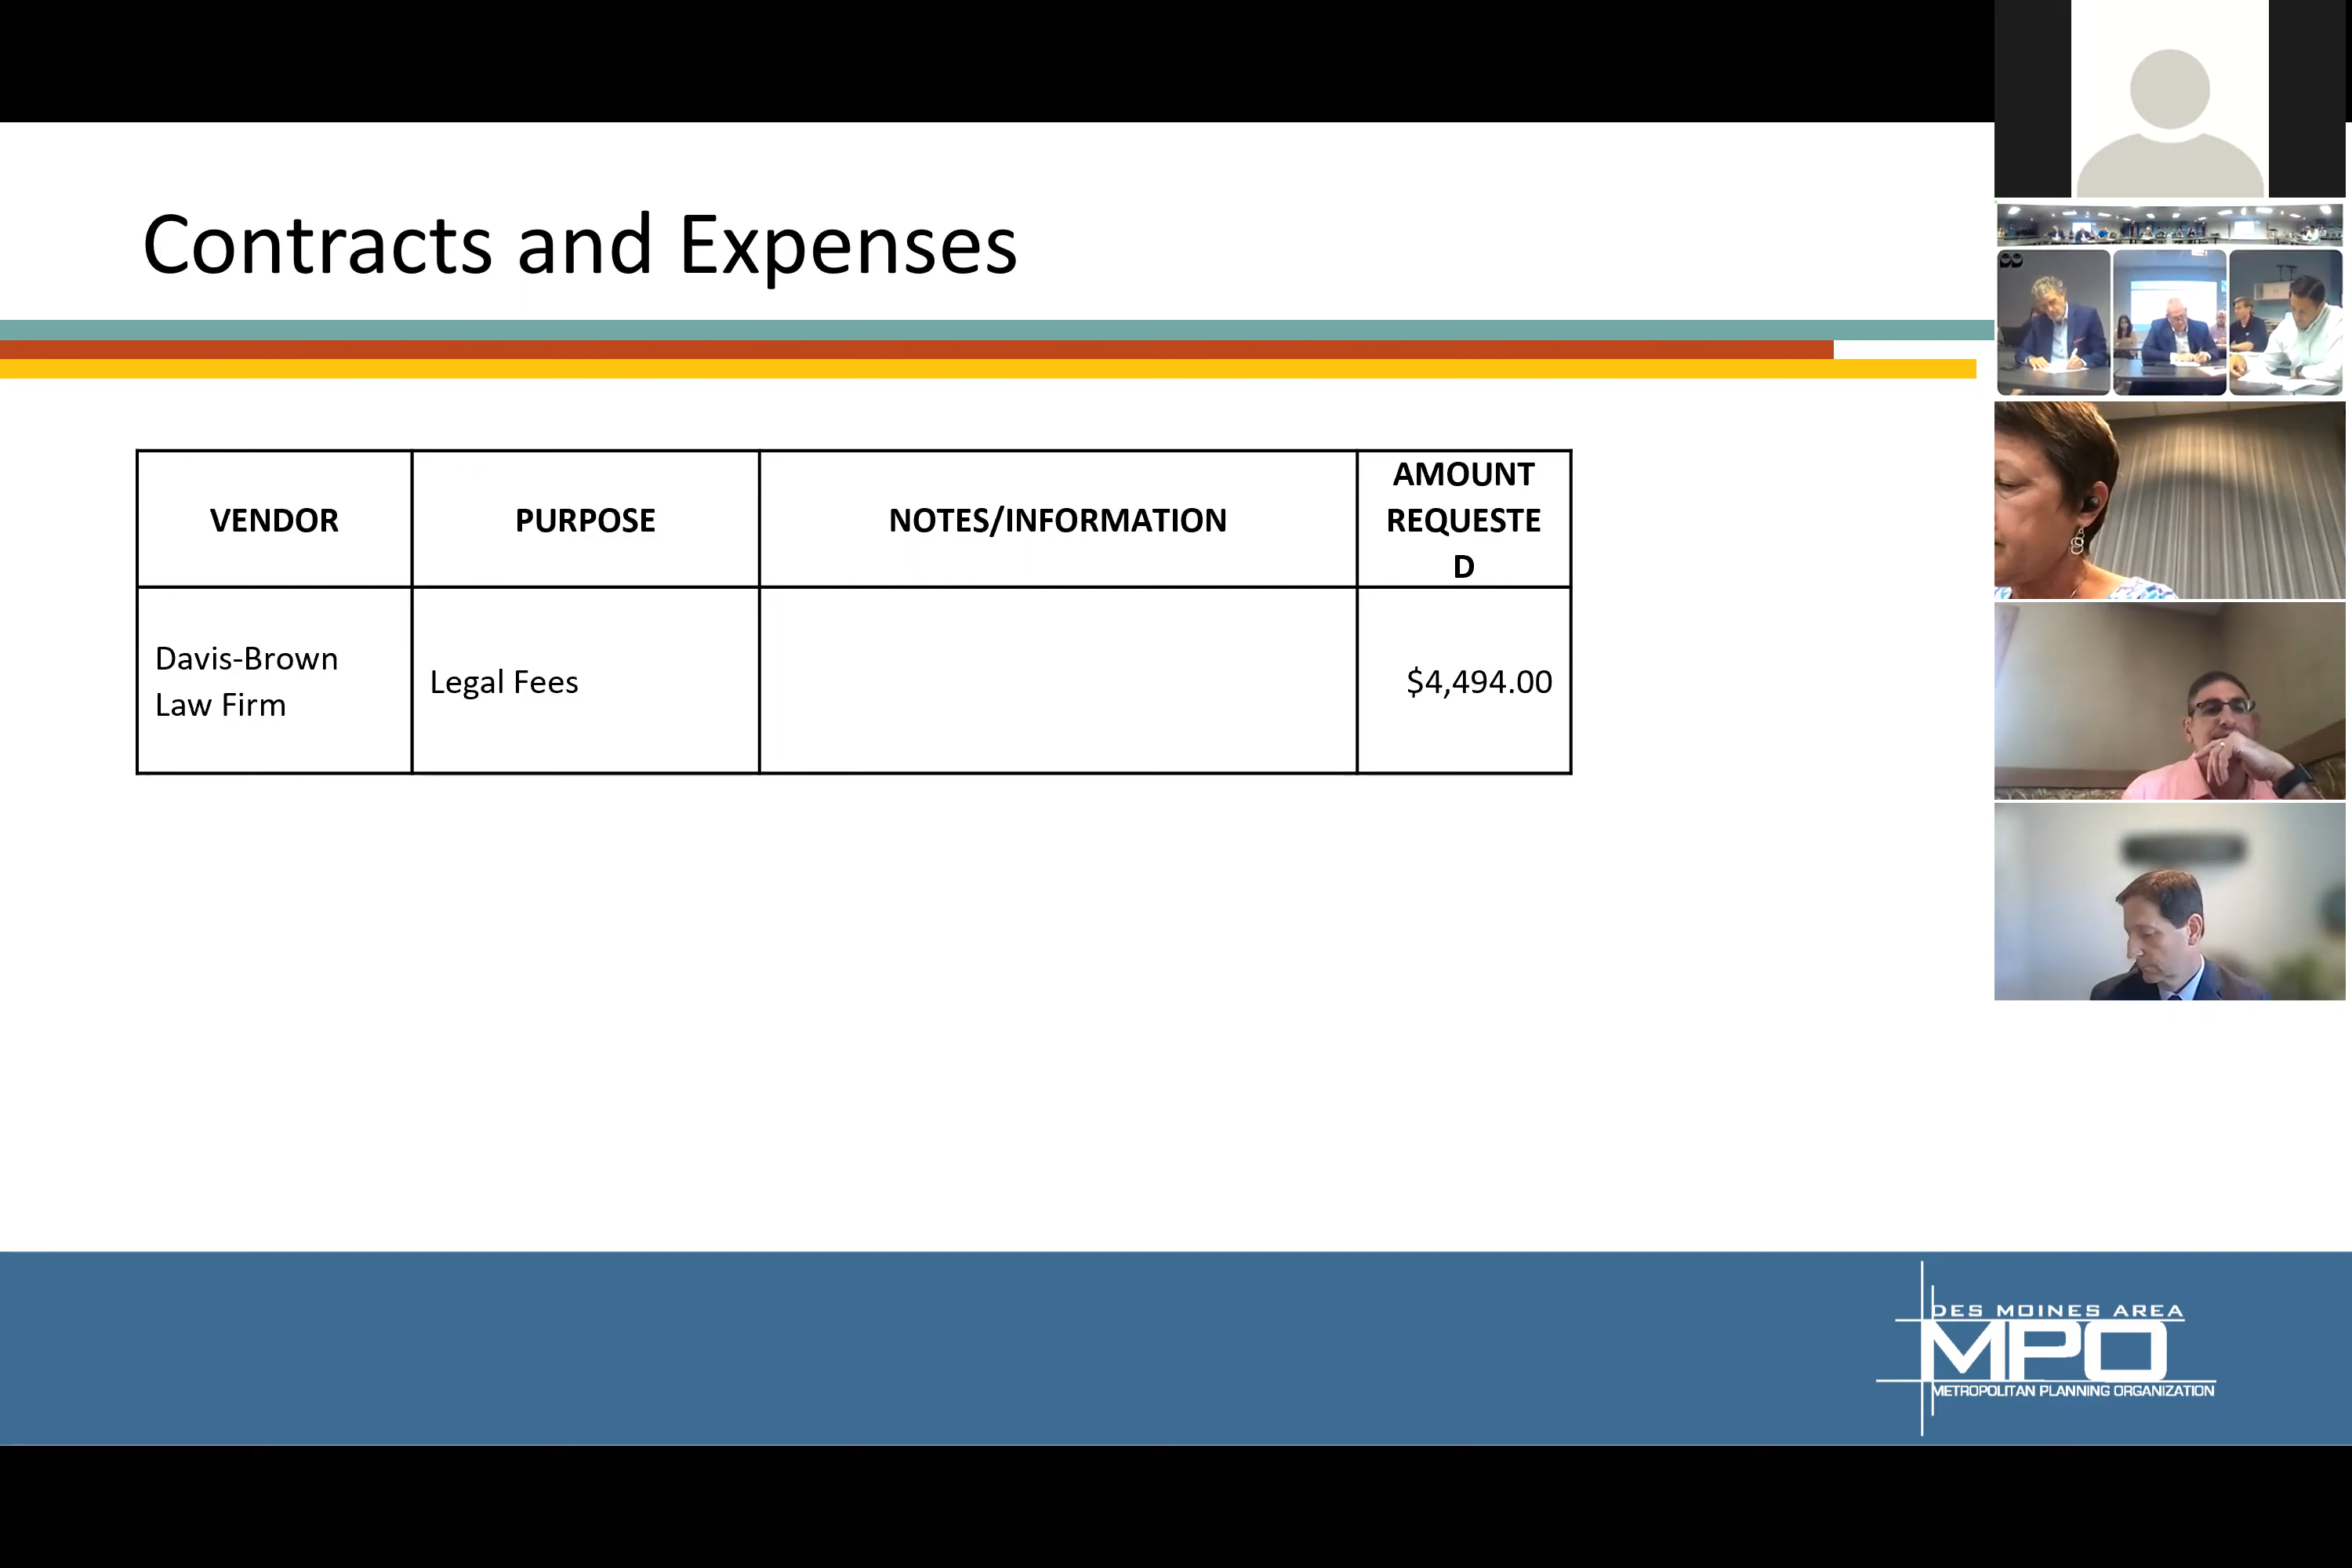 Contracts and Expenses
VENDOR
PURPOSE
NOTES/INFORMATION
AMOUNT
REQUESTE
D
Davis-Brown
Law Firm
Legal Fees
$4,494.00
DES MOINES AREA
MPO
METROPOLITAN PLANNING ORGANIZATION